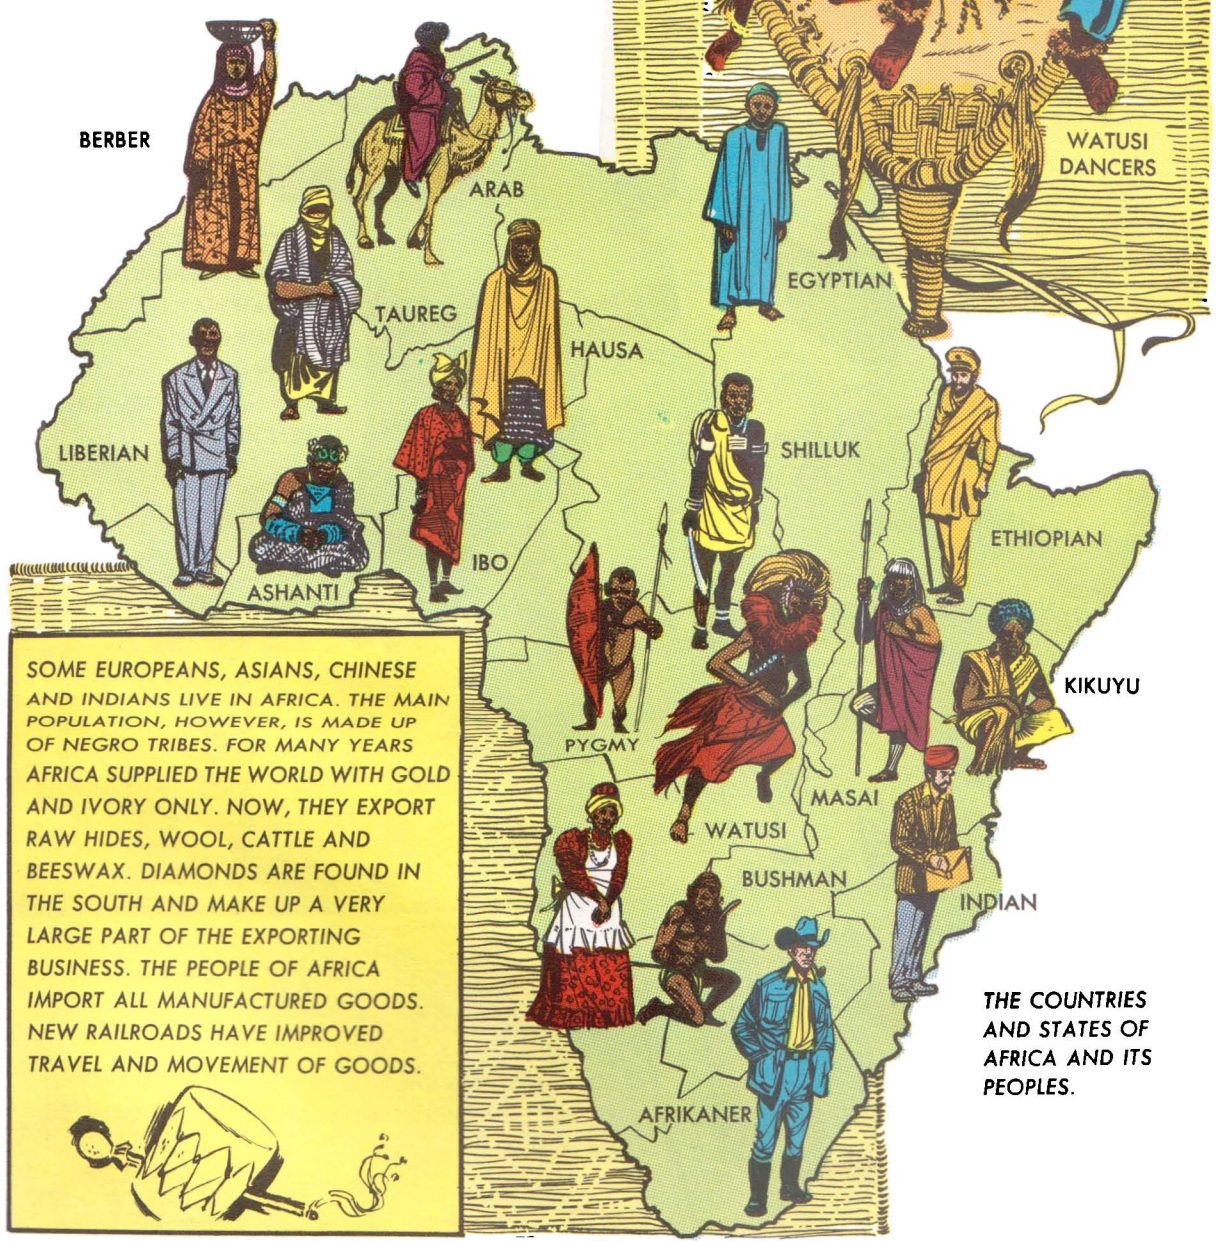 BERBER
ARAB
WATUSI
DANCERS
EGYPTIAN
TAUREG
HAUSA
LIBERIAN
SHILLUK
ETHIOPIAN
IBO
ASHANTI
KIKUYU
PYGMY
MASAI
WATUSI
BUSHMAN
INDIAN
AFRIKANER
SOME EUROPEANS, ASIANS, CHINESE
AND INDIANS LIVE IN AFRICA. THE MAIN
POPULATION, HOWEVER, IS MADE UP
OF NEGRO TRIBES. FOR MANY YEARS
AFRICA SUPPLIED THE WORLD WITH GOLD
AND IVORY ONLY. NOW, THEY EXPORT
RAW HIDES, WOOL, CATTLE AND
BEESWAX. DIAMONDS ARE FOUND IN
THE SOUTH AND MAKE UP A VERY
LARGE PART OF THE EXPORTING
BUSINESS. THE PEOPLE OF AFRICA
IMPORT ALL MANUFACTURED GOODS.
NEW RAILROADS HAVE IMPROVED
TRAVEL AND MOVEMENT OF GOODS.
THE COUNTRIES
AND STATES OF
AFRICA AND ITS
PEOPLES.